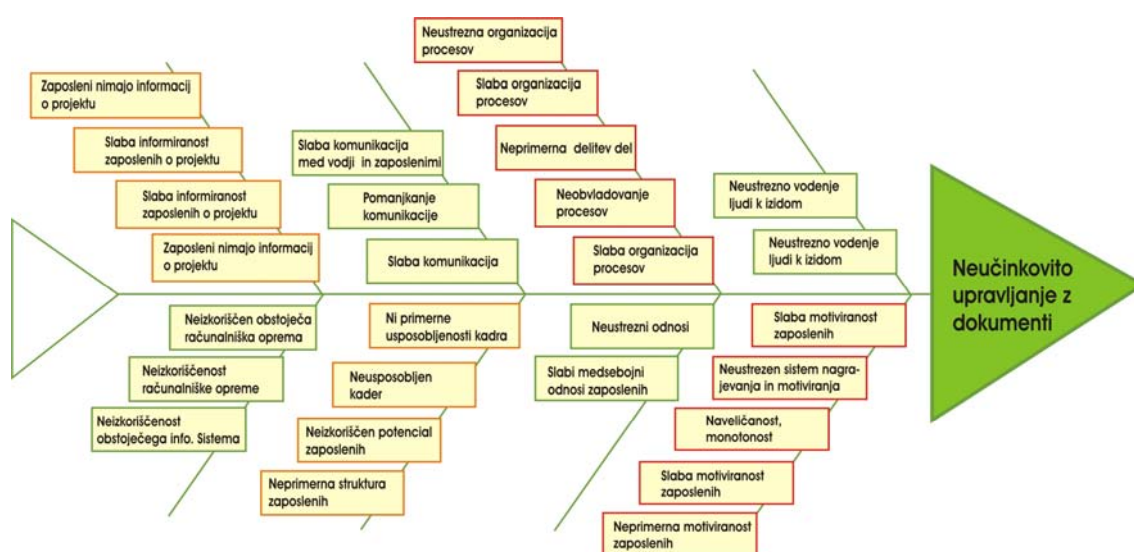 Neustrezna organizacija
procesov
Zaposleni nimajo informacij
o projektu
Slaba organizacija
procesov
Slaba informiranost
zaposlenih o projektu
Slaba komunikacija
med vodji in zaposlenimi
Neprimerna delitev del
Slaba informiranost
zaposlenih o projektu
Pomanjkanje
komunikacije
Neobvladovanje
procesov
Neustrezno vodenje
ljudi k izidom
Zaposleni nimajo informacij
o projektu
Slaba komunikacija
Slaba organizacija
procesov
Neustrezno vodenje
ljudi k izidom
Neučinkovito
upravljanje z
dokumenti
Neizkoriščen obstoječa
računalniška oprema
Ni primerne
usposobljenosti kadra
Neustrezni odnosi
Slaba motiviranost
zaposlenih
Neizkoriščenost
računalniške opreme
Neusposobljen
kader
Slabi medsebojni
odnosi zaposlenih
Neustrezen sistem nagra-
jevanja in motiviranja
Neizkoriščenost
obstoječega info. Sistema
Neizkoriščen potencial
zaposlenih
Naveličanost,
monotonost
Neprimerna struktura
zaposlenih
Slaba motiviranost
zaposlenih
Neprimerna motiviranost
zaposlenih